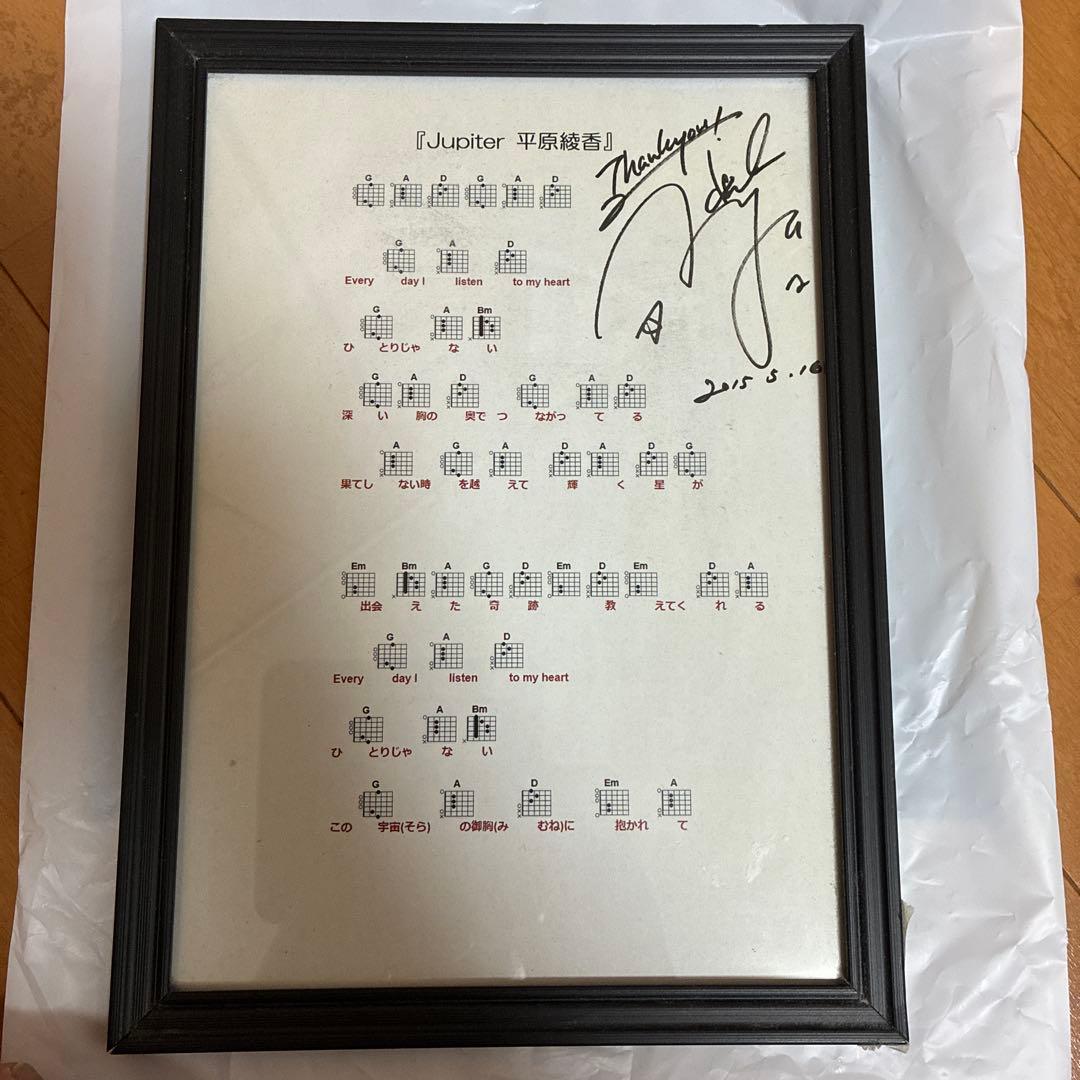 『Jupiter 平原綾香』
Thankyou!
2015 5.16
G A D G A D
G A D
Every day I listen to my heart
G A Bm
ひ とりじゃ な い
G A D G A D
深 い 胸の 奥で つ ながっ て る
A G A D A D G
果てし ない時 を越 えて 輝 く 星 が
Em Bm A G D Em D Em D A
出会 え た 奇 跡 教 えてく れ る
G A D
Every day I listen to my heart
G A Bm
ひ とりじゃ な い
G A D Em A
この 宇宙(そら) の御胸(み むね)に 抱かれ て